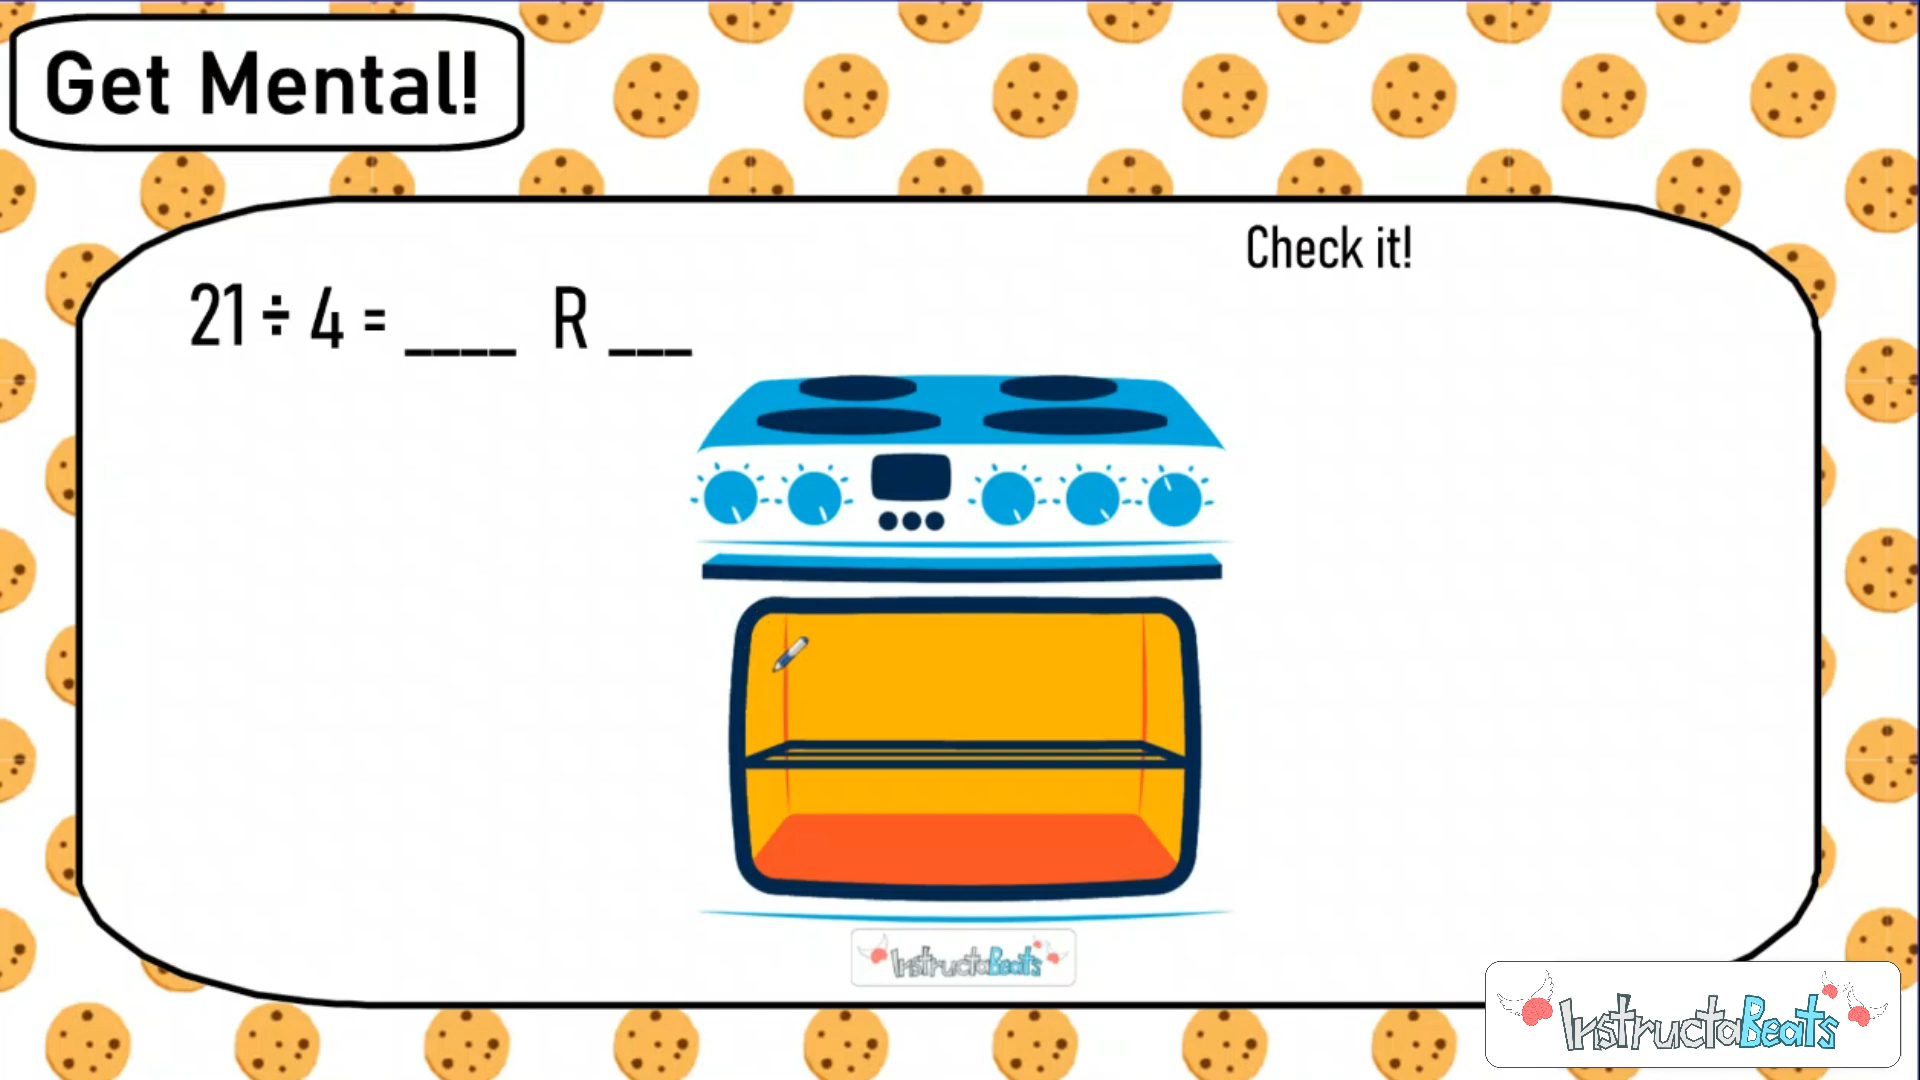 Get Mental!
Check it!
21 ÷ 4 = ____ R ___
InstructaBeats
InstructaBeats